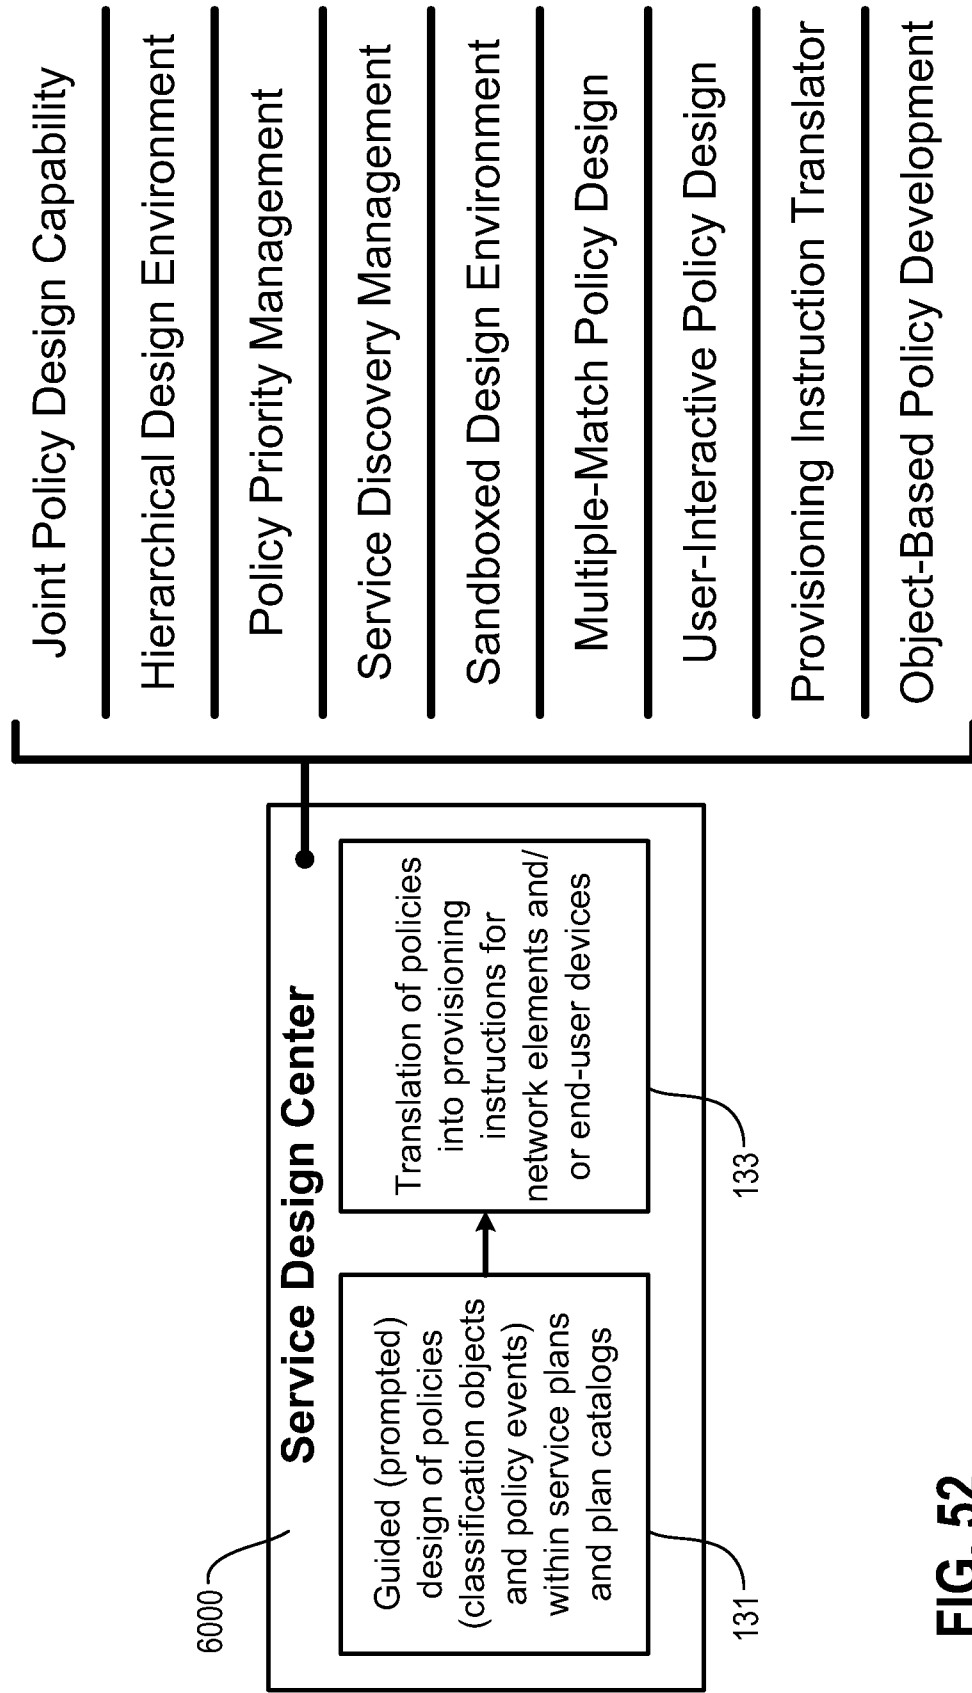 Service Design Center
6000
Guided (prompted)
design of policies
(classification objects
and policy events)
within service plans
and plan catalogs
131
Translation of policies
into provisioning
instructions for
network elements and/
or end-user devices
133
Joint Policy Design Capability
Hierarchical Design Environment
Policy Priority Management
Service Discovery Management
Sandboxed Design Environment
Multiple-Match Policy Design
User-Interactive Policy Design
Provisioning Instruction Translator
Object-Based Policy Development
FIG. 52